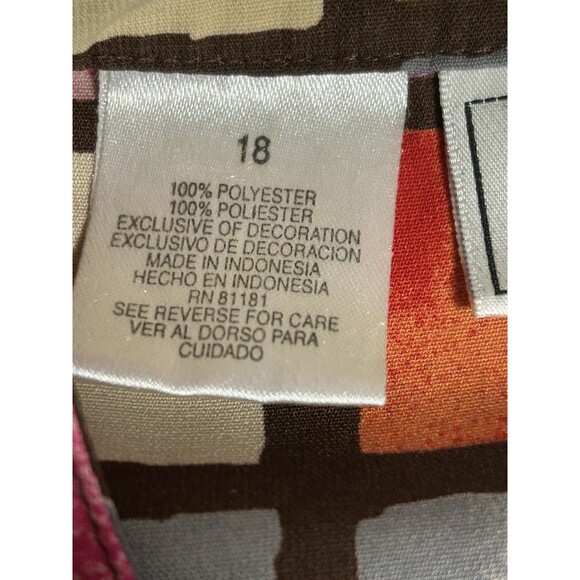 18
100% POLYESTER
100% POLIESTER
EXCLUSIVE OF DECORATION
EXCLUSIVO DE DECORACION
MADE IN INDONESIA
HECHO EN INDONESIA
RN 81181
SEE REVERSE FOR CARE
VER AL DORSO PARA
CUIDADO